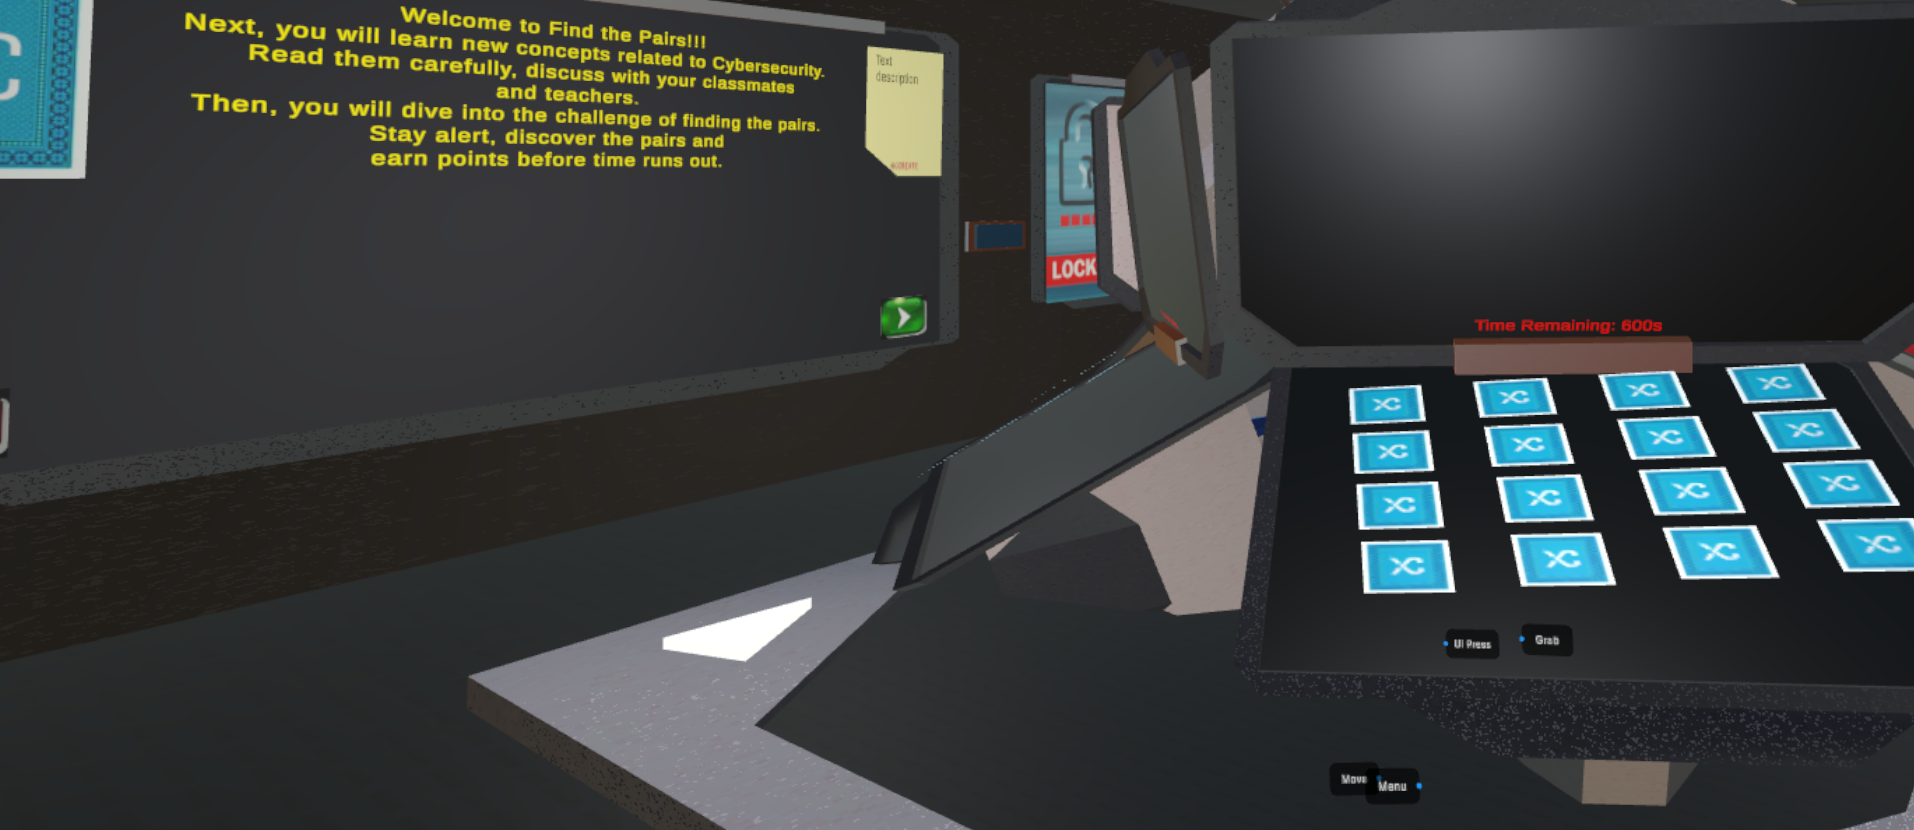 Welcome to Find the Pairs!!!
Next, you will learn new concepts related to Cybersecurity.
Read them carefully, discuss with your classmates
and teachers.
Then, you will dive into the challenge of finding the pairs.
Stay alert, discover the pairs and
earn points before time runs out.
Text
description
LOCK
Time Remaining: 600s
UI Press
Grab
Move
Menu